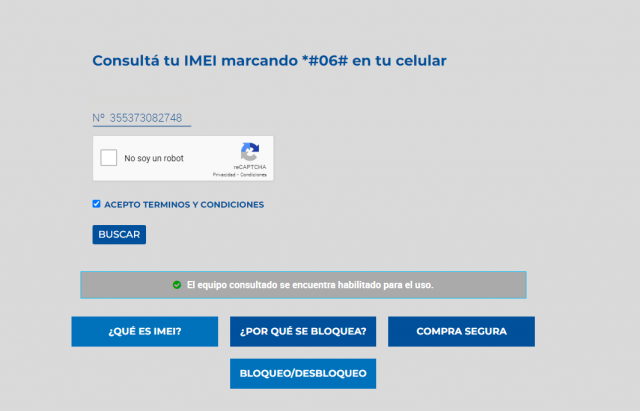 Consultá tu IMEI marcando *#06# en tu celular
Nº 355373082748
No soy un robot
reCAPTCHA
Privacidad - Condiciones
ACEPTO TERMINOS Y CONDICIONES
BUSCAR
El equipo consultado se encuentra habilitado para el uso.
¿QUÉ ES IMEI?
¿POR QUÉ SE BLOQUEA?
COMPRA SEGURA
BLOQUEO/DESBLOQUEO